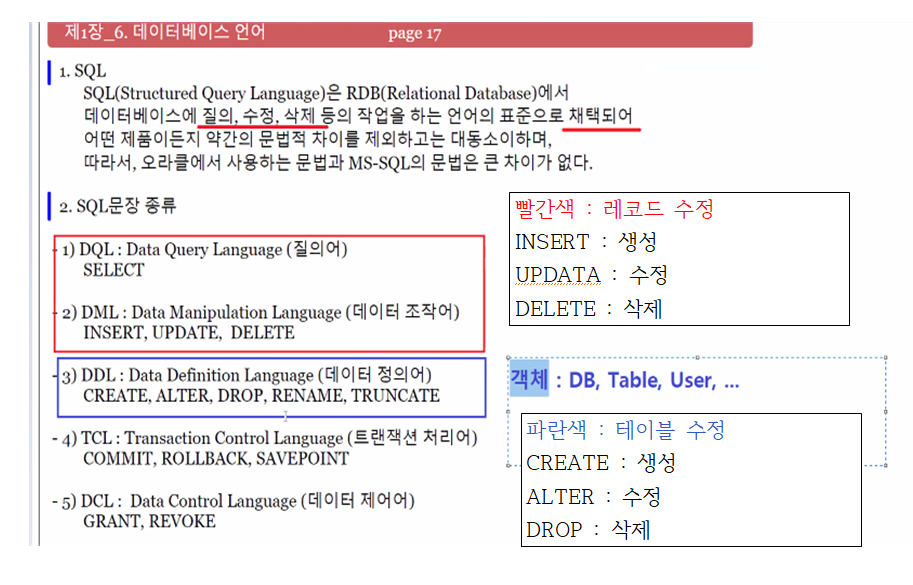 제1장_6. 데이터베이스 언어 page 17
1. SQL
SQL(Structured Query Language)은 RDB(Relational Database)에서
데이터베이스에 질의, 수정, 삭제 등의 작업을 하는 언어의 표준으로 채택되어
어떤 제품이든지 약간의 문법적 차이를 제외하고는 대동소이하며,
따라서, 오라클에서 사용하는 문법과 MS-SQL의 문법은 큰 차이가 없다.
2. SQL문장 종류
- 1) DQL : Data Query Language (질의어)
SELECT
- 2) DML : Data Manipulation Language (데이터 조작어)
INSERT, UPDATE, DELETE
- 3) DDL : Data Definition Language (데이터 정의어)
CREATE, ALTER, DROP, RENAME, TRUNCATE
- 4) TCL : Transaction Control Language (트랜잭션 처리어)
COMMIT, ROLLBACK, SAVEPOINT
- 5) DCL : Data Control Language (데이터 제어어)
GRANT, REVOKE
빨간색 : 레코드 수정
INSERT : 생성
UPDATA : 수정
DELETE : 삭제
객체 : DB, Table, User, ...
파란색 : 테이블 수정
CREATE : 생성
ALTER : 수정
DROP : 삭제